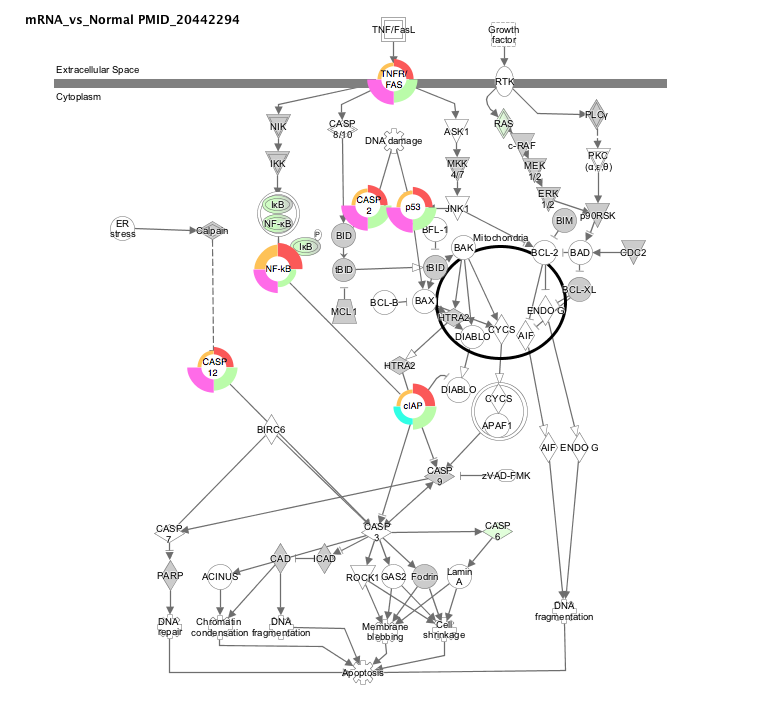 mRNA_vs_Normal PMID_20442294
TNF/FasL
Growth
factor
Extracellular Space
TNFR/
FAS
RTK
Cytoplasm
NIK
CASP
8/10
ASK1
RAS
PLCγ
DNA damage
c-RAF
IKK
MKK
4/7
MEK
1/2
PKC
(α,ε,θ)
IκB
NF-κB
CASP
2
p53
JNK1
ERK
1/2
p90RSK
BIM
ER
stress
Calpain
IκB
P
BID
BFL-1
Mitochondria
BAK
BCL-2
BAD
CDC2
NF-kB
tBID
tBID
BCL-XL
MCL1
BCL-B
BAX
HTRA2
DIABLO
CYCS
AIF
ENDO G
CASP
12
HTRA2
DIABLO
CYCS
APAF1
cIAP
BIRC6
AIF
ENDO G
CASP
9
zVAD-FMK
CASP
7
CASP
3
CASP
6
PARP
ACINUS
CAD
ICAD
ROCK1
GAS2
Fodrin
Lamin
A
DNA
repair
Chromatin
condensation
DNA
fragmentation
Membrane
blebbing
Cell
shrinkage
DNA
fragmentation
Apoptosis